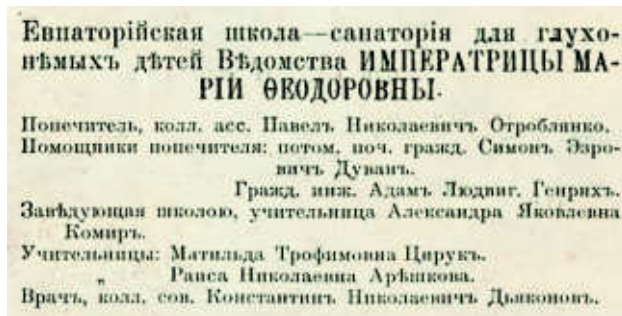 Евпаторійская школа—санаторія для глухо-
нѣмыхъ дѣтей Вѣдомства ИМПЕРАТРИЦЫ МА-
РІИ ѲЕОДОРОВНЫ.
Попечитель, колл. асс. Павелъ Николаевичъ Отроблянко.
Помощники попечителя: потом. поч. гражд. Симонъ Эзро-
вичъ Дуванъ.
Гражд. инж. Адамъ Людвиг. Генрихъ.
Завѣдующая школою, учительница Александра Яковлевна
Комиръ.
Учительницы: Матильда Трофимовна Цирукъ.
„ Раиса Николаевна Арѣшкова.
Врачъ, колл. сов. Константинъ Николаевичъ Дьяконовъ.